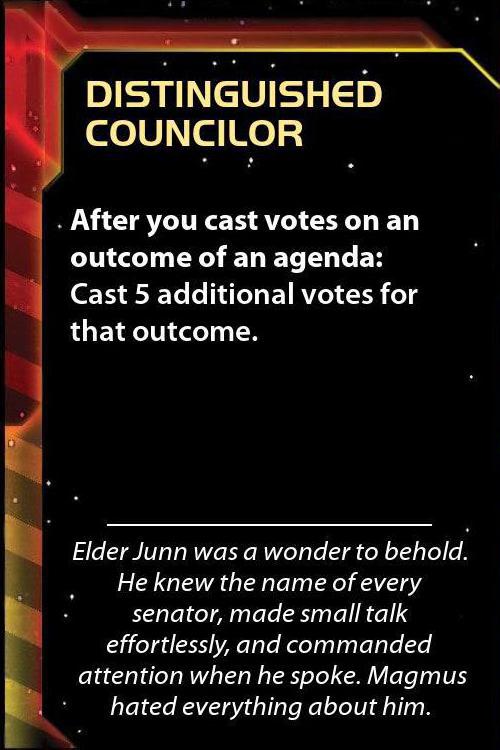 DISTINGUISHED
COUNCILOR
After you cast votes on an
outcome of an agenda:
Cast 5 additional votes for
that outcome.
Elder Junn was a wonder to behold.
He knew the name of every
senator, made small talk
effortlessly, and commanded
attention when he spoke. Magmus
hated everything about him.